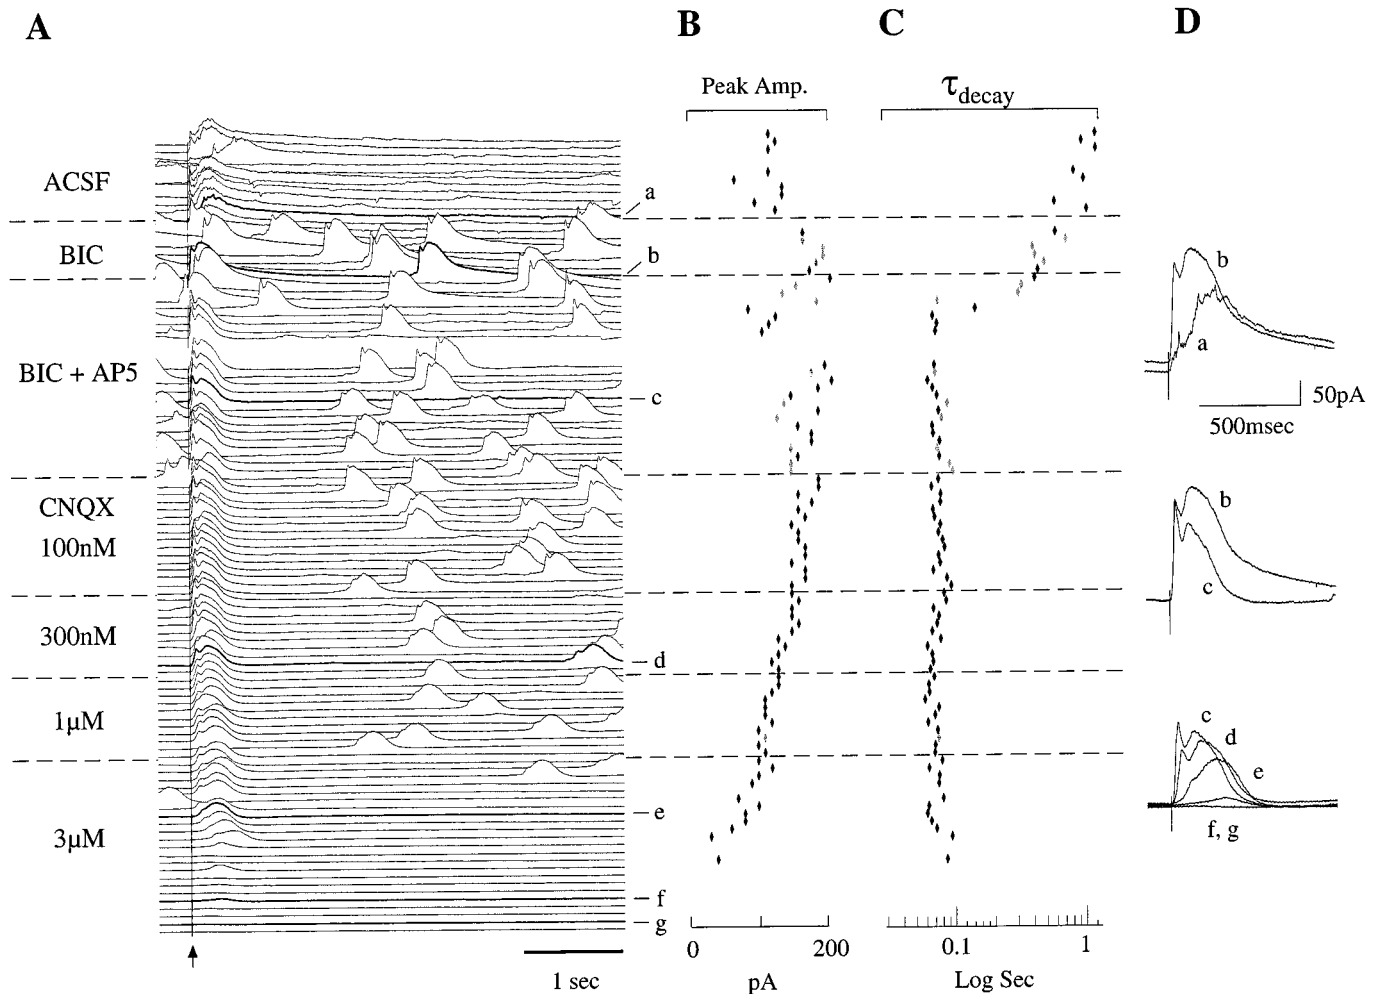 A
B
C
D
Peak Amp.
τdecay
ACSF
BIC
BIC + AP5
CNQX
100nM
300nM
1µM
3µM
a
b
c
d
e
f
g
1 sec
0
200
pA
0.1
1
Log Sec
b
a
50pA
500msec
b
c
c
d
e
f, g